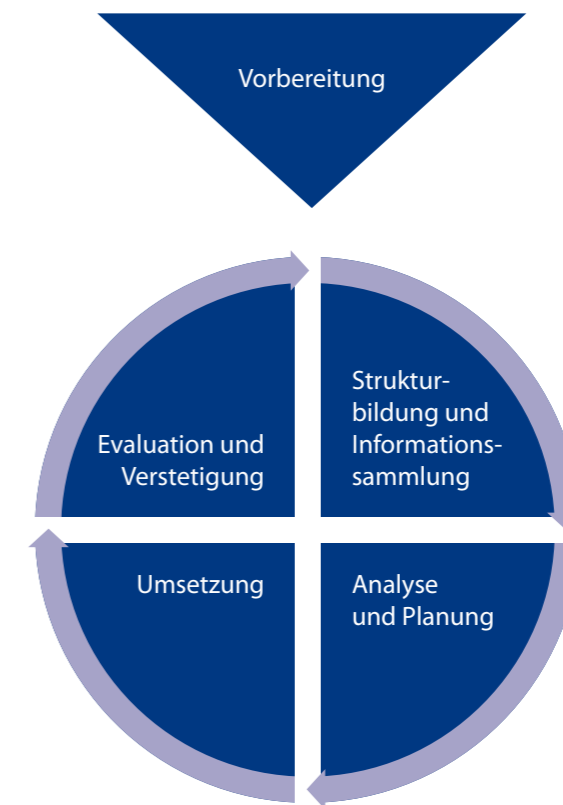 Vorbereitung
Struktur-
bildung und
Informations-
sammlung
Analyse
und Planung
Umsetzung
Evaluation und
Verstetigung